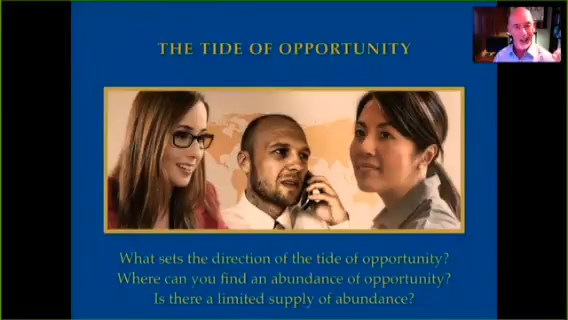 THE TIDE OF OPPORTUNITY
What sets the direction of the tide of opportunity?
Where can you find an abundance of opportunity?
Is there a limited supply of abundance?